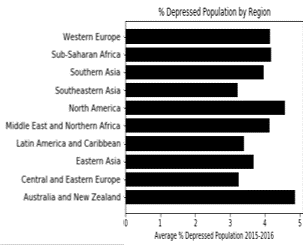 % Depressed Population by Region
Western Europe
Sub-Saharan Africa
Southern Asia
Southeastern Asia
North America
Middle East and Northern Africa
Latin America and Caribbean
Eastern Asia
Central and Eastern Europe
Australia and New Zealand
0 1 2 3 4 5
Average % Depressed Population 2015-2016